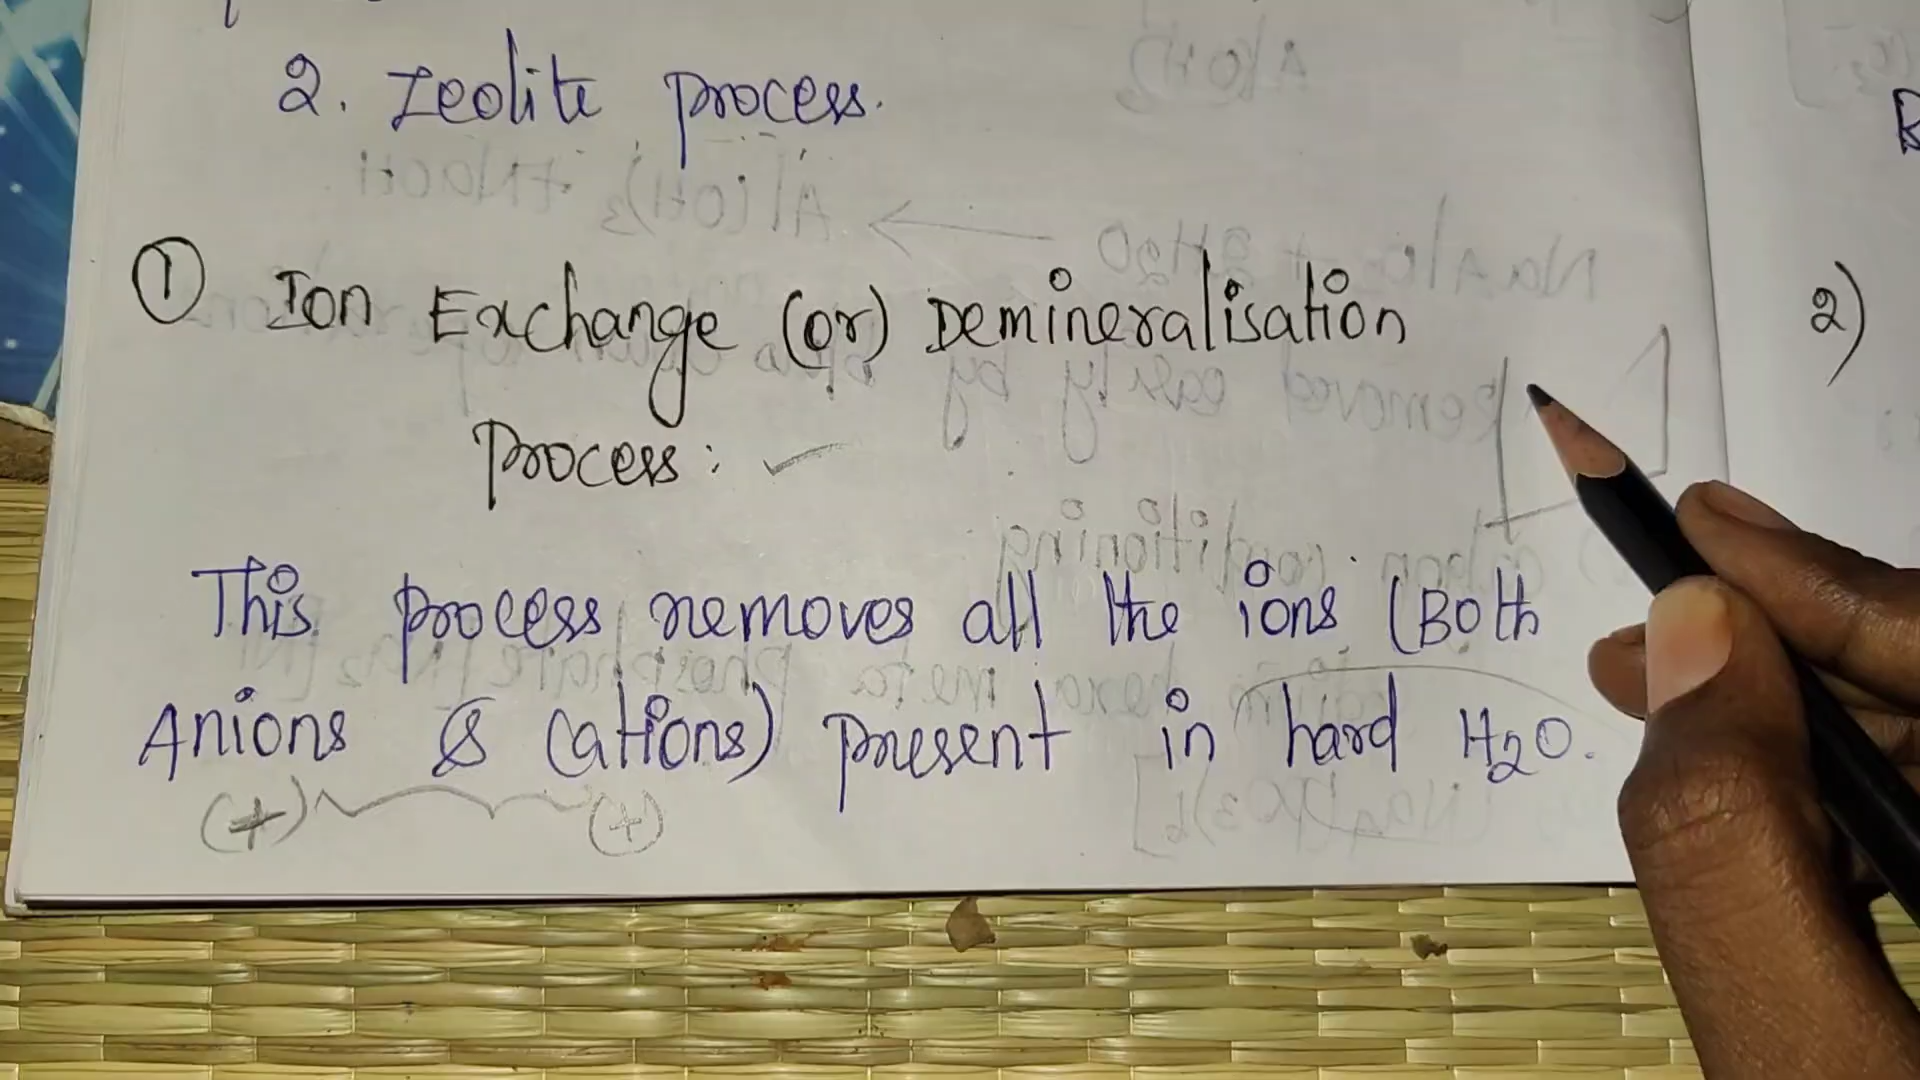 2. Zeolite process.
① Ion Exchange (or) Demineralisation
process:
This process removes all the ions (Both
Anions & Cations) present in hard H2O.
(+) (+)
2)